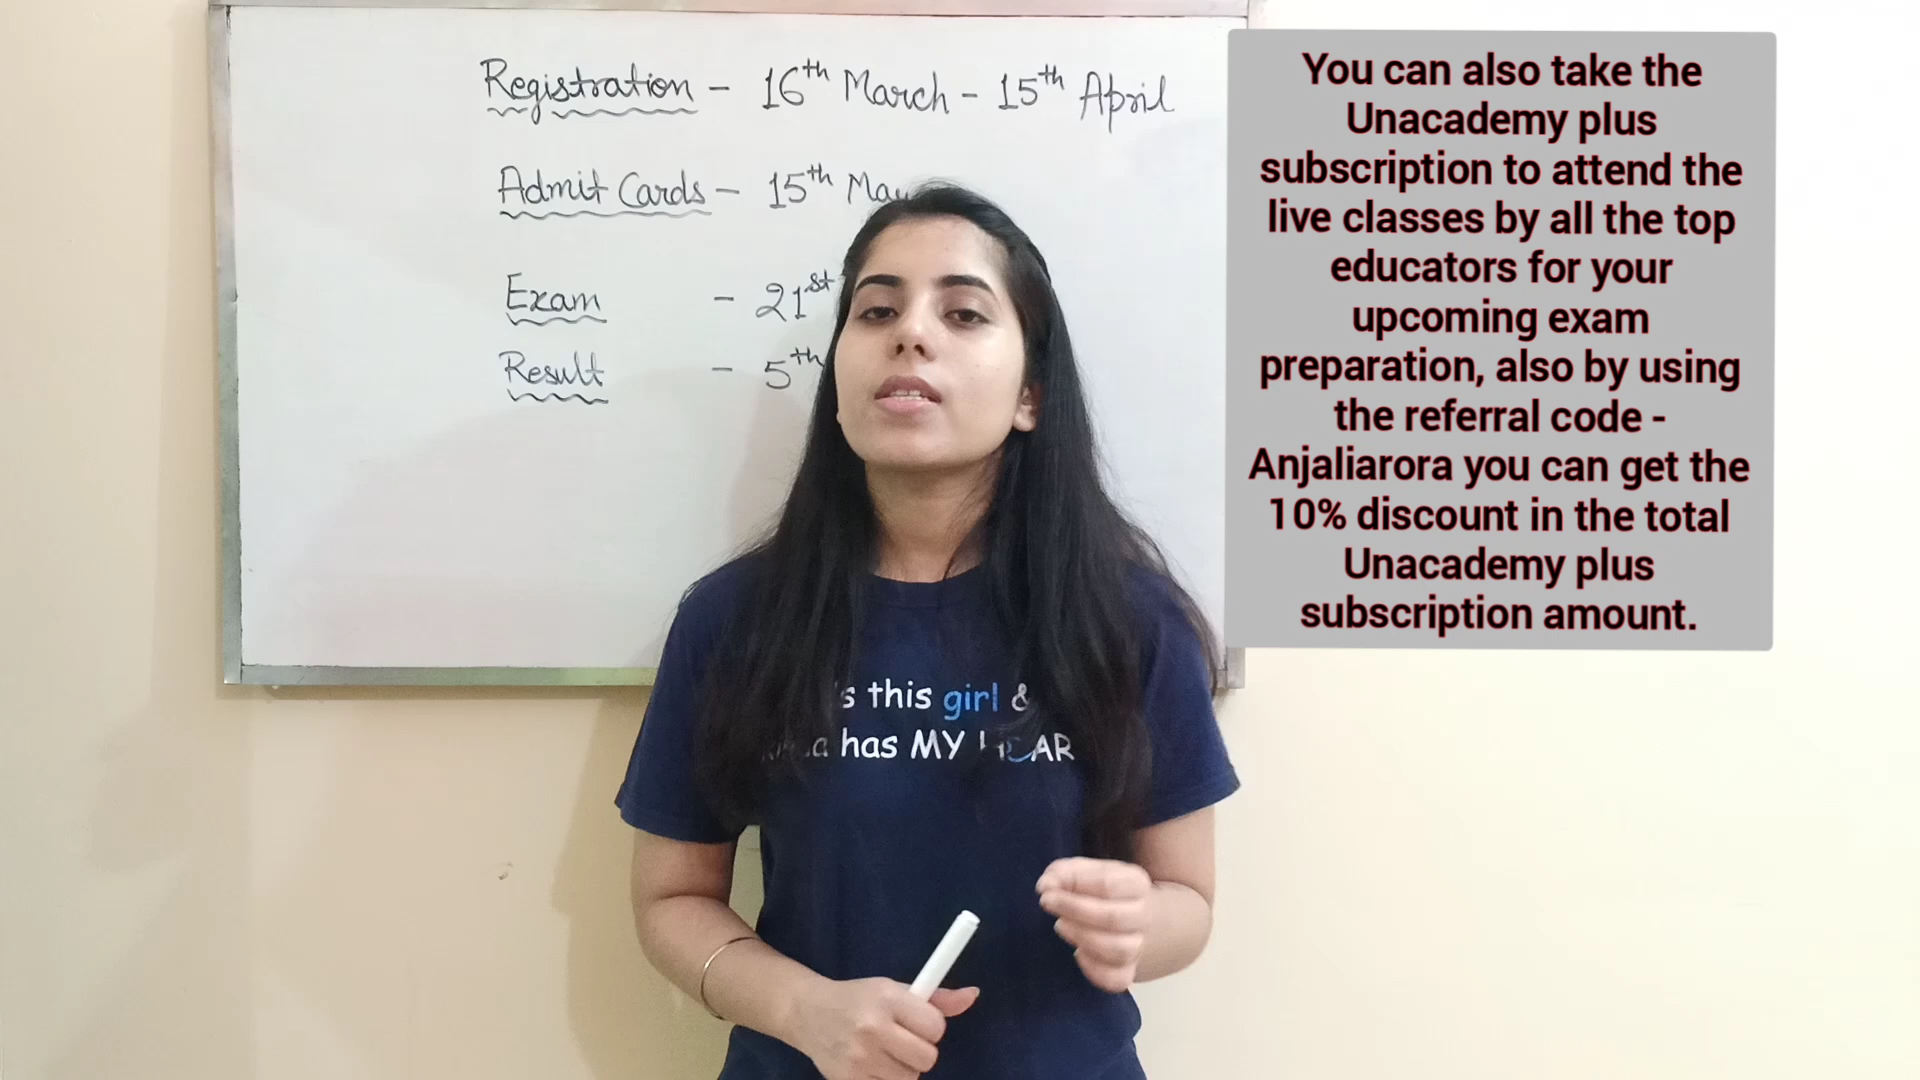 Registration - 16th March - 15th April
Admit Cards - 15th May
Exam - 21st
Result - 5th
You can also take the
Unacademy plus
subscription to attend the
live classes by all the top
educators for your
upcoming exam
preparation, also by using
the referral code -
Anjaliarora you can get the
10% discount in the total
Unacademy plus
subscription amount.
this girl &
has MY